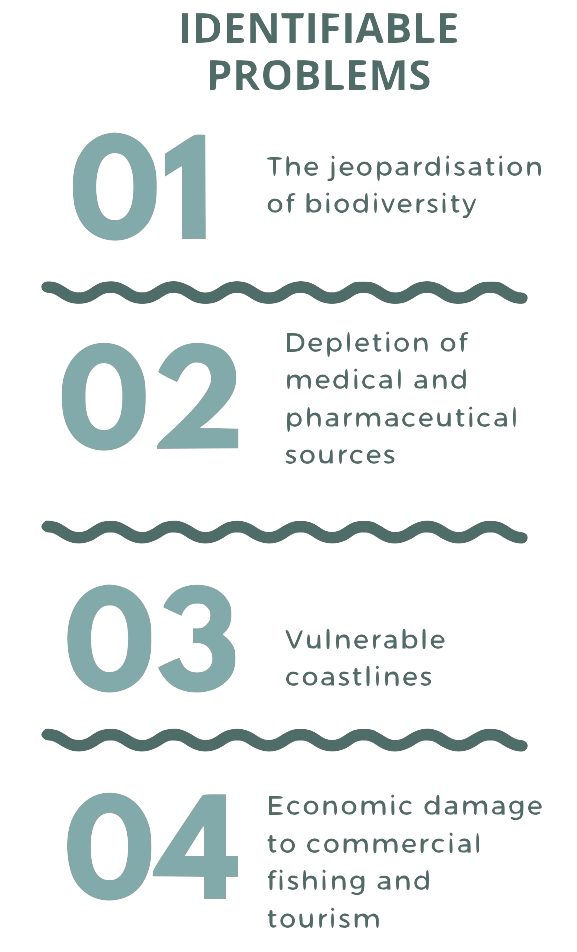 IDENTIFIABLE
PROBLEMS
01
The jeopardisation
of biodiversity
02
Depletion of
medical and
pharmaceutical
sources
03
Vulnerable
coastlines
04
Economic damage
to commercial
fishing and
tourism